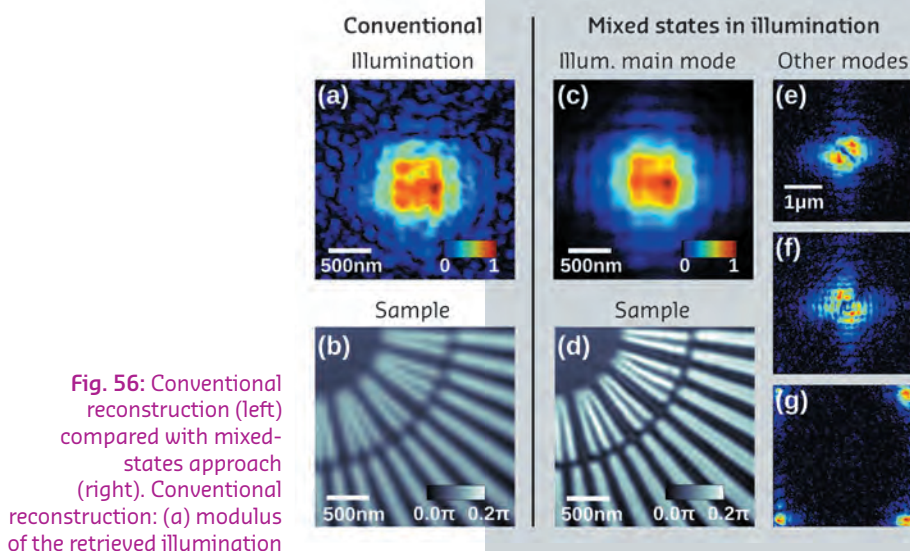 Conventional
Mixed states in illumination
Illumination
Illum. main mode
Other modes
(a)
500nm
0 1
(c)
500nm
0 1
(e)
1μm
(f)
Sample
(b)
500nm
0.0π 0.2π
Sample
(d)
500nm
0.0π 0.2π
(g)
Fig. 56: Conventional
reconstruction (left)
compared with mixed-
states approach
(right). Conventional
reconstruction: (a) modulus
of the retrieved illumination